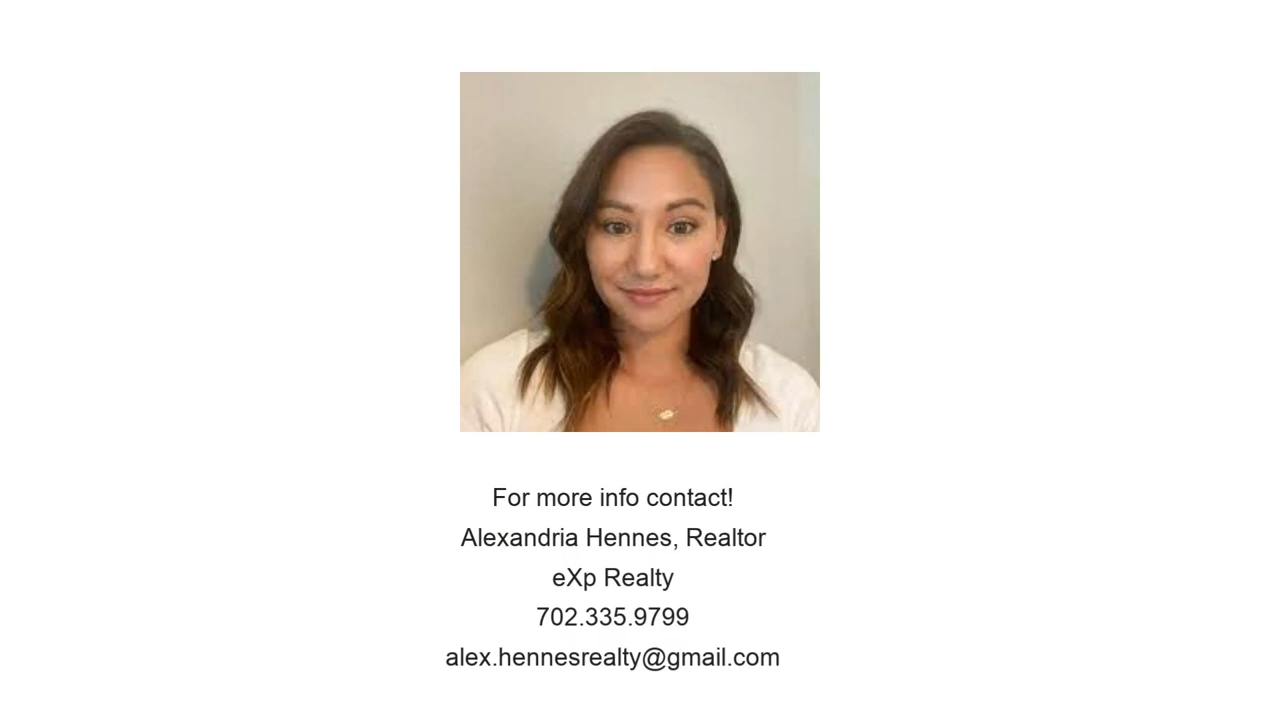 For more info contact!
Alexandria Hennes, Realtor
eXp Realty
702.335.9799
alex.hennesrealty@gmail.com